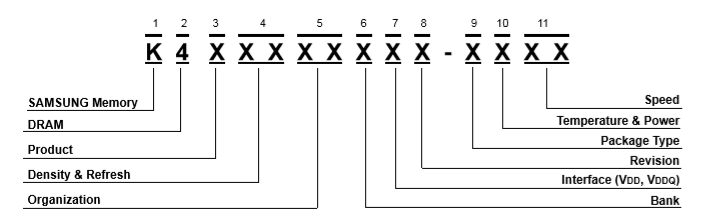 1 2 3 4 5 6 7 8 9 10 11
K 4 X X X X X X X X - X X X X
SAMSUNG Memory
DRAM
Product
Density & Refresh
Organization
Speed
Temperature & Power
Package Type
Revision
Interface (VDD, VDDQ)
Bank